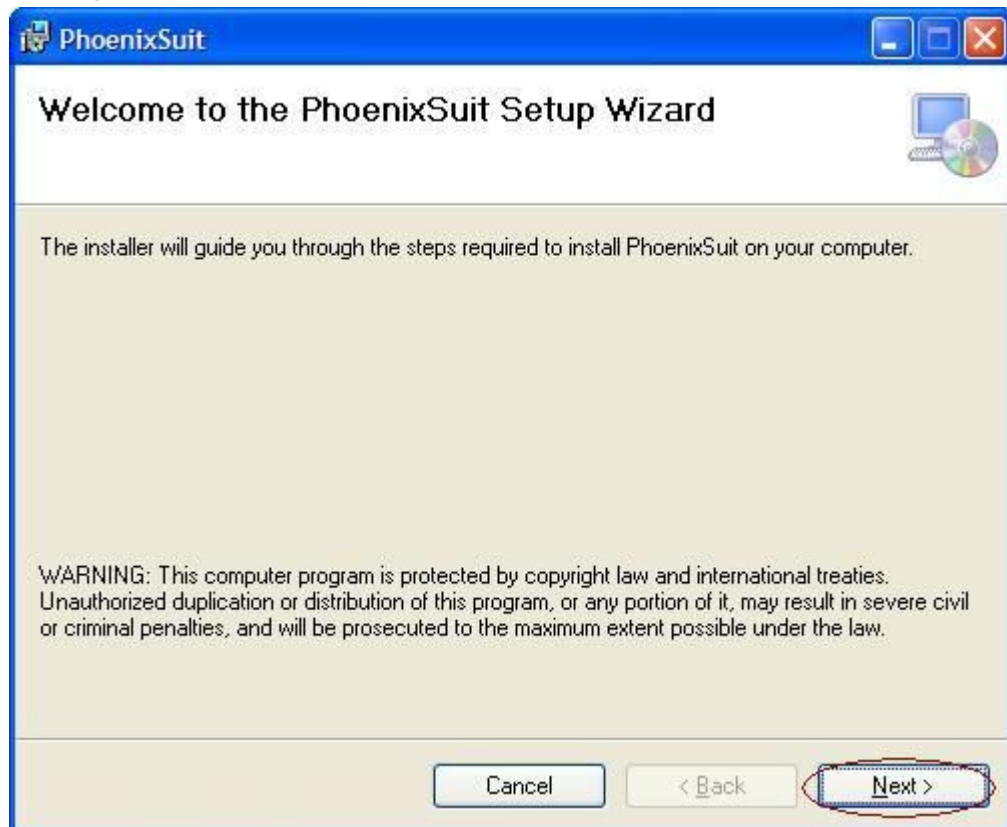 PhoenixSuit
Welcome to the PhoenixSuit Setup Wizard
The installer will guide you through the steps required to install PhoenixSuit on your computer.
WARNING: This computer program is protected by copyright law and international treaties.
Unauthorized duplication or distribution of this program, or any portion of it, may result in severe civil
or criminal penalties, and will be prosecuted to the maximum extent possible under the law.
Cancel < Back Next >